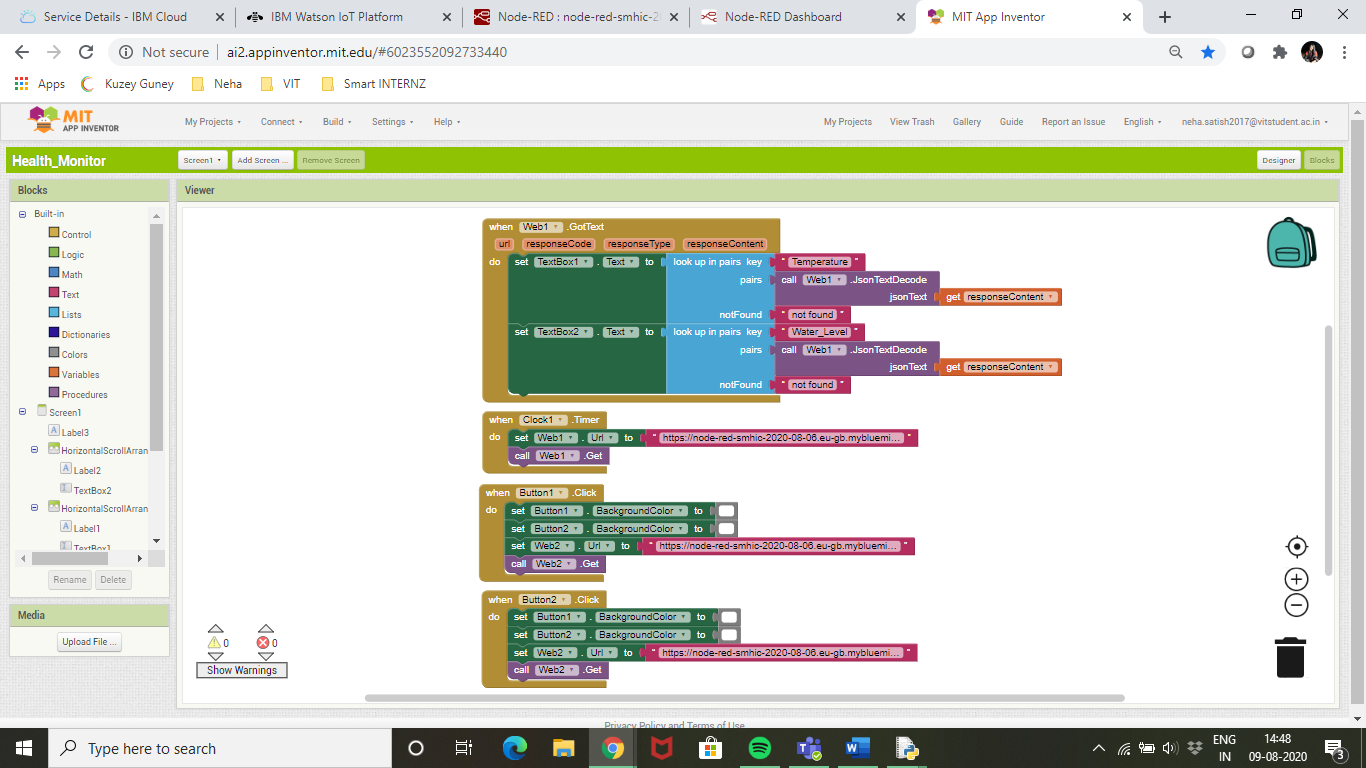 Service Details - IBM Cloud
IBM Watson IoT Platform
Node-RED : node-red-smhic-2
Node-RED Dashboard
MIT App Inventor
Not secure | ai2.appinventor.mit.edu/#6023552092733440
Apps Kuzey Guney Neha VIT Smart INTERNZ
MIT APP INVENTOR
My Projects Connect Build Settings Help My Projects View Trash Gallery Guide Report an Issue English neha.satish2017@vitstudent.ac.in
Health_Monitor Screen1 Add Screen ... Remove Screen Designer Blocks
Blocks
Built-in
Control
Logic
Math
Text
Lists
Dictionaries
Colors
Variables
Procedures
Screen1
Label3
HorizontalScrollArran
Label2
TextBox2
HorizontalScrollArran
Label1
TextBox1
Rename Delete
Media
Upload File ...
Viewer
when Web1 .GotText
url responseCode responseType responseContent
do set TextBox1 . Text to look up in pairs key " Temperature "
pairs call Web1 .JsonTextDecode
jsonText get responseContent
notFound " not found "
set TextBox2 . Text to look up in pairs key " Water_Level "
pairs call Web1 .JsonTextDecode
jsonText get responseContent
notFound " not found "
when Clock1 .Timer
do set Web1 . Url to " https://node-red-smhic-2020-08-06.eu-gb.mybluemi... "
call Web1 .Get
when Button1 .Click
do set Button1 . BackgroundColor to
set Button2 . BackgroundColor to
set Web2 . Url to " https://node-red-smhic-2020-08-06.eu-gb.mybluemi... "
call Web2 .Get
when Button2 .Click
do set Button1 . BackgroundColor to
set Button2 . BackgroundColor to
set Web2 . Url to " https://node-red-smhic-2020-08-06.eu-gb.mybluemi... "
call Web2 .Get
0 0
Show Warnings
Privacy Policy and Terms of Use
Type here to search
ENG
IN
14:48
09-08-2020
3